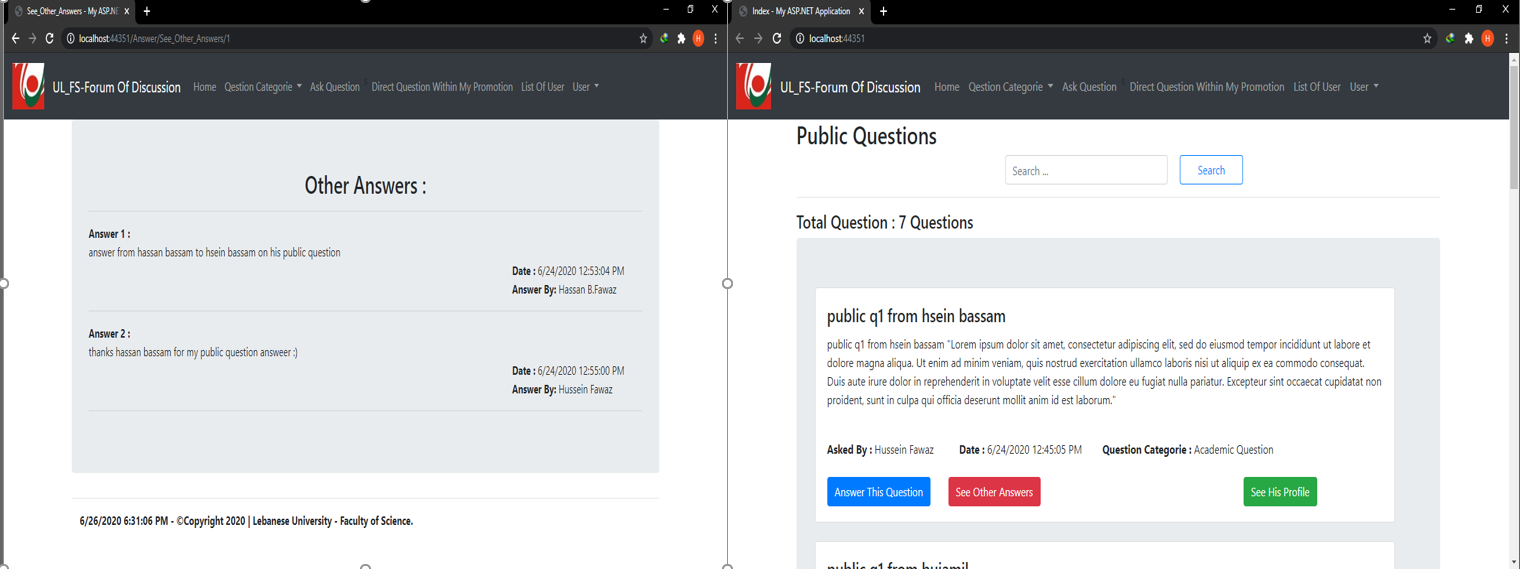 See_Other_Answers - My ASP.NE
localhost:44351/Answer/See_Other_Answers/1
H
UL_FS-Forum Of Discussion Home Qestion Categorie Ask Question Direct Question Within My Promotion List Of User User
Other Answers :
Answer 1 :
answer from hassan bassam to hsein bassam on his public question
Date : 6/24/2020 12:53:04 PM
Answer By: Hassan B.Fawaz
Answer 2 :
thanks hassan bassam for my public question answeer :)
Date : 6/24/2020 12:55:00 PM
Answer By: Hussein Fawaz
6/26/2020 6:31:06 PM - ©Copyright 2020 | Lebanese University - Faculty of Science.
Index - My ASP.NET Application
localhost:44351
H
UL_FS-Forum Of Discussion Home Qestion Categorie Ask Question Direct Question Within My Promotion List Of User User
Public Questions
Search ... Search
Total Question : 7 Questions
public q1 from hsein bassam
public q1 from hsein bassam "Lorem ipsum dolor sit amet, consectetur adipiscing elit, sed do eiusmod tempor incididunt ut labore et
dolore magna aliqua. Ut enim ad minim veniam, quis nostrud exercitation ullamco laboris nisi ut aliquip ex ea commodo consequat.
Duis aute irure dolor in reprehenderit in voluptate velit esse cillum dolore eu fugiat nulla pariatur. Excepteur sint occaecat cupidatat non
proident, sunt in culpa qui officia deserunt mollit anim id est laborum."
Asked By : Hussein Fawaz Date : 6/24/2020 12:45:05 PM Question Categorie : Academic Question
Answer This Question See Other Answers See His Profile
public q1 from hujamil